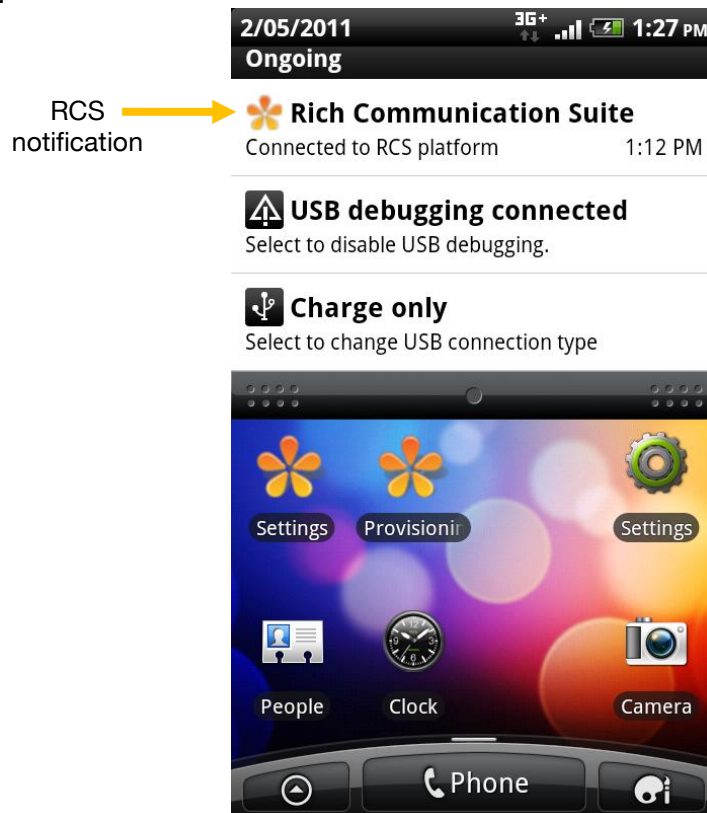 2/05/2011 3G+ 1:27 PM
Ongoing
RCS
notification
Rich Communication Suite
Connected to RCS platform 1:12 PM
USB debugging connected
Select to disable USB debugging.
Charge only
Select to change USB connection type
Settings Provisionin Settings
People Clock Camera
Phone